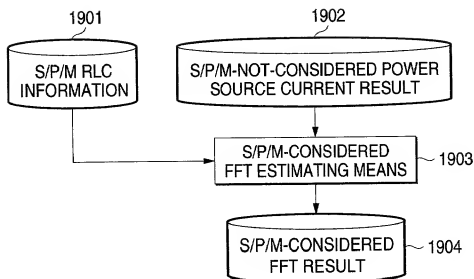 1901
S/P/M RLC
INFORMATION
1902
S/P/M-NOT-CONSIDERED POWER
SOURCE CURRENT RESULT
S/P/M-CONSIDERED
FFT ESTIMATING MEANS
1903
S/P/M-CONSIDERED
FFT RESULT
1904